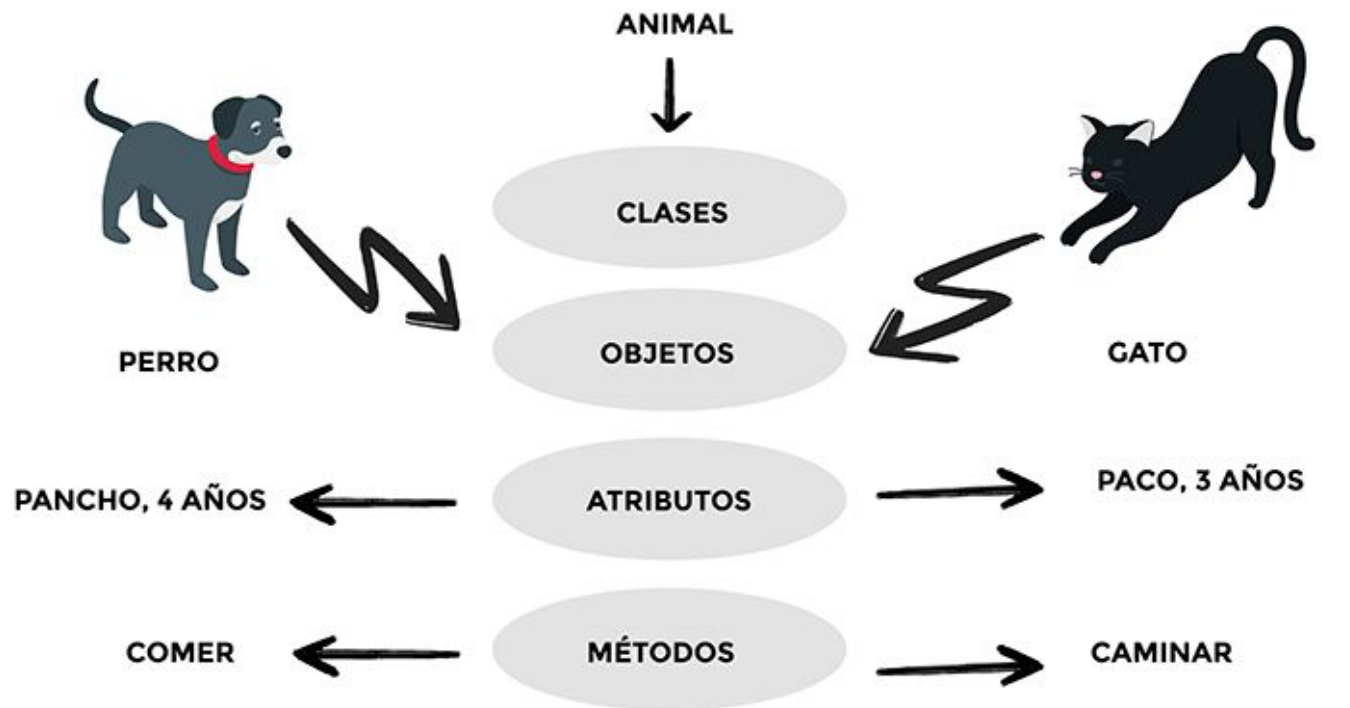 ANIMAL
CLASES
OBJETOS
PERRO
GATO
PANCHO, 4 AÑOS
ATRIBUTOS
PACO, 3 AÑOS
COMER
MÉTODOS
CAMINAR